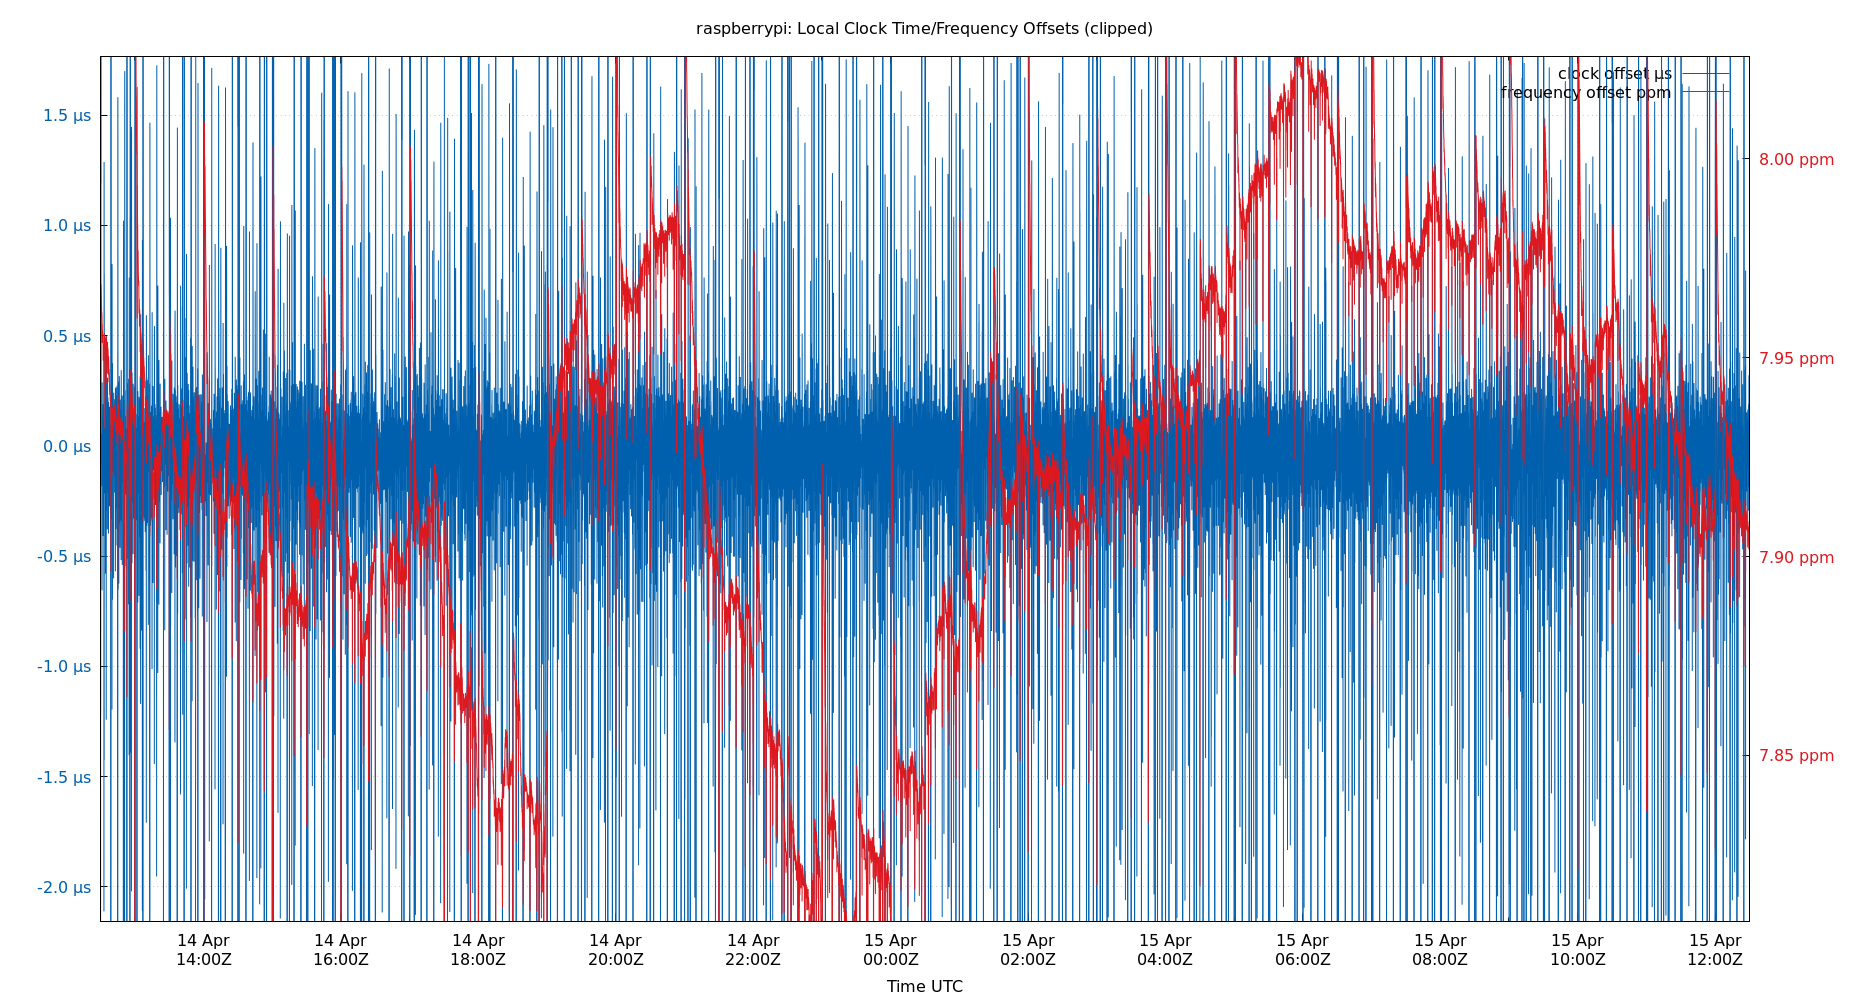 raspberrypi: Local Clock Time/Frequency Offsets (clipped)
clock offset µs
frequency offset ppm
1.5 µs
1.0 µs
0.5 µs
0.0 µs
-0.5 µs
-1.0 µs
-1.5 µs
-2.0 µs
8.00 ppm
7.95 ppm
7.90 ppm
7.85 ppm
14 Apr 14 Apr 14 Apr 14 Apr 14 Apr 15 Apr 15 Apr 15 Apr 15 Apr 15 Apr 15 Apr 15 Apr
14:00Z 16:00Z 18:00Z 20:00Z 22:00Z 00:00Z 02:00Z 04:00Z 06:00Z 08:00Z 10:00Z 12:00Z
Time UTC